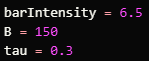 barIntensity = 6.5
B = 150
tau = 0.3